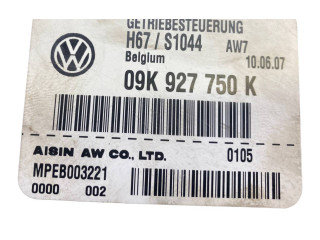 GETRIEBESTEUERUNG
H67 / S1044 AW7
Belgium 10.06.07
09K 927 750 K
AISIN AW CO., LTD. 0105
MPEB003221
0000 002